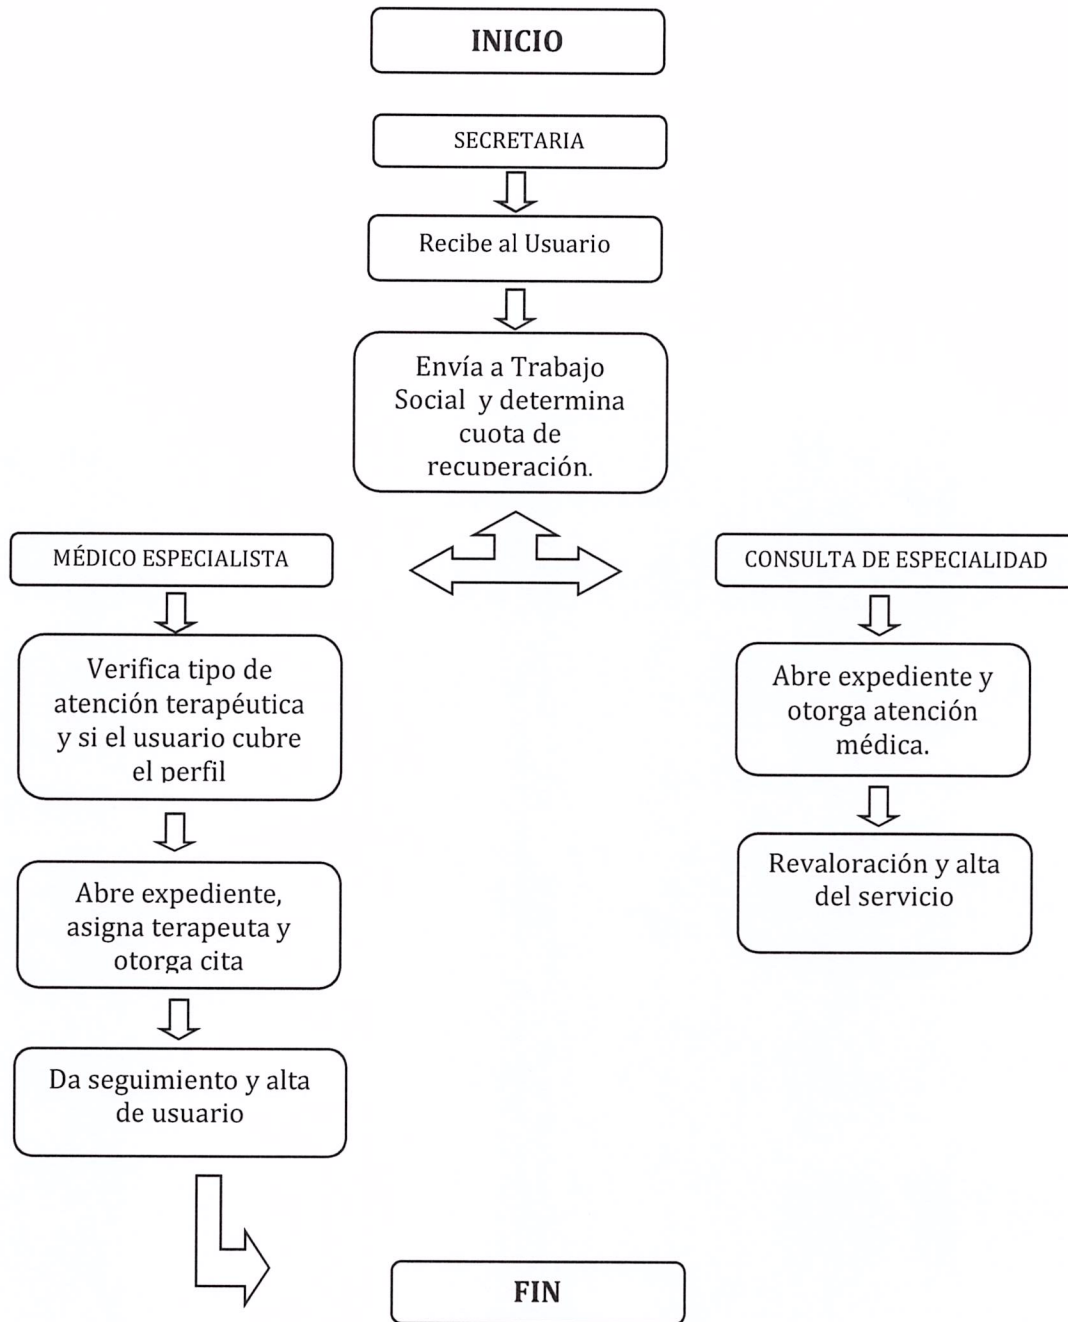 INICIO
SECRETARIA
Recibe al Usuario
Envía a Trabajo
Social y determina
cuota de
recuperación.
MÉDICO ESPECIALISTA
Verifica tipo de
atención terapéutica
y si el usuario cubre
el perfil
Abre expediente,
asigna terapeuta y
otorga cita
Da seguimiento y alta
de usuario
CONSULTA DE ESPECIALIDAD
Abre expediente y
otorga atención
médica.
Revaloración y alta
del servicio
FIN